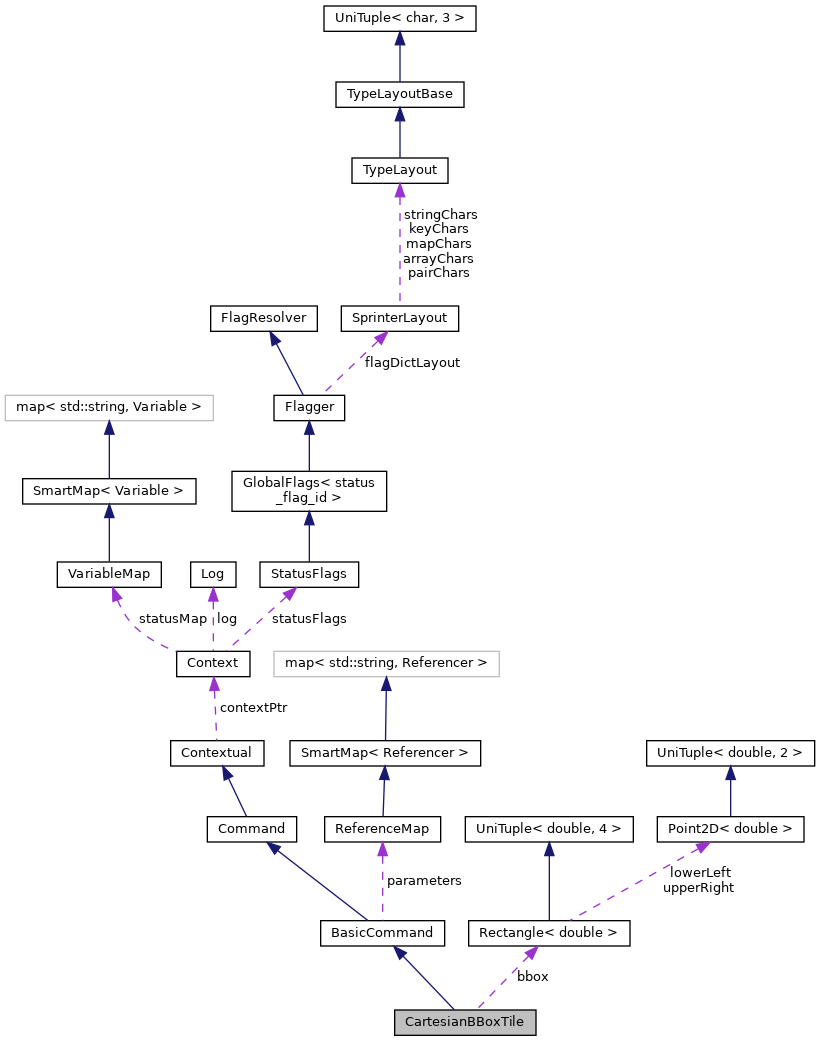 UniTuple< char, 3 >
TypeLayoutBase
TypeLayout
stringChars
keyChars
mapChars
arrayChars
pairChars
FlagResolver
SprinterLayout
flagDictLayout
map< std::string, Variable >
Flagger
SmartMap< Variable >
GlobalFlags< status
_flag_id >
VariableMap
Log
StatusFlags
statusMap
log
statusFlags
Context
map< std::string, Referencer >
contextPtr
Contextual
SmartMap< Referencer >
UniTuple< double, 2 >
Command
ReferenceMap
UniTuple< double, 4 >
Point2D< double >
parameters
lowerLeft
upperRight
BasicCommand
Rectangle< double >
bbox
CartesianBBoxTile